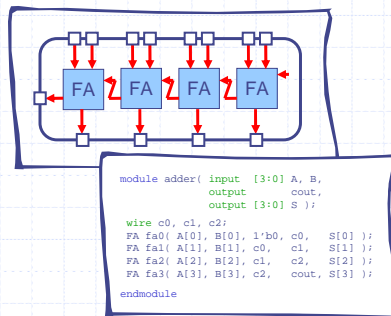 FA FA FA FA
module adder( input [3:0] A, B,
output cout,
output [3:0] S );
wire c0, c1, c2;
FA fa0( A[0], B[0], 1'b0, c0, S[0] );
FA fa1( A[1], B[1], c0, c1, S[1] );
FA fa2( A[2], B[2], c1, c2, S[2] );
FA fa3( A[3], B[3], c2, cout, S[3] );
endmodule